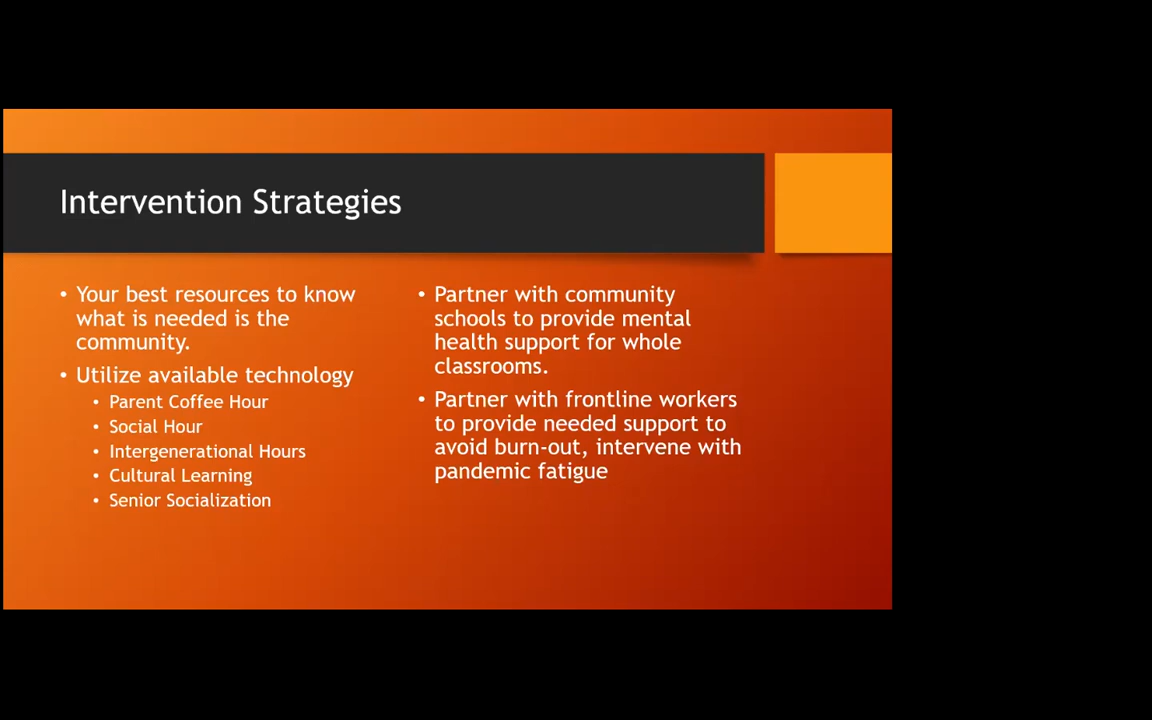 Intervention Strategies
• Your best resources to know
what is needed is the
community.
• Utilize available technology
• Parent Coffee Hour
• Social Hour
• Intergenerational Hours
• Cultural Learning
• Senior Socialization
• Partner with community
schools to provide mental
health support for whole
classrooms.
• Partner with frontline workers
to provide needed support to
avoid burn-out, intervene with
pandemic fatigue